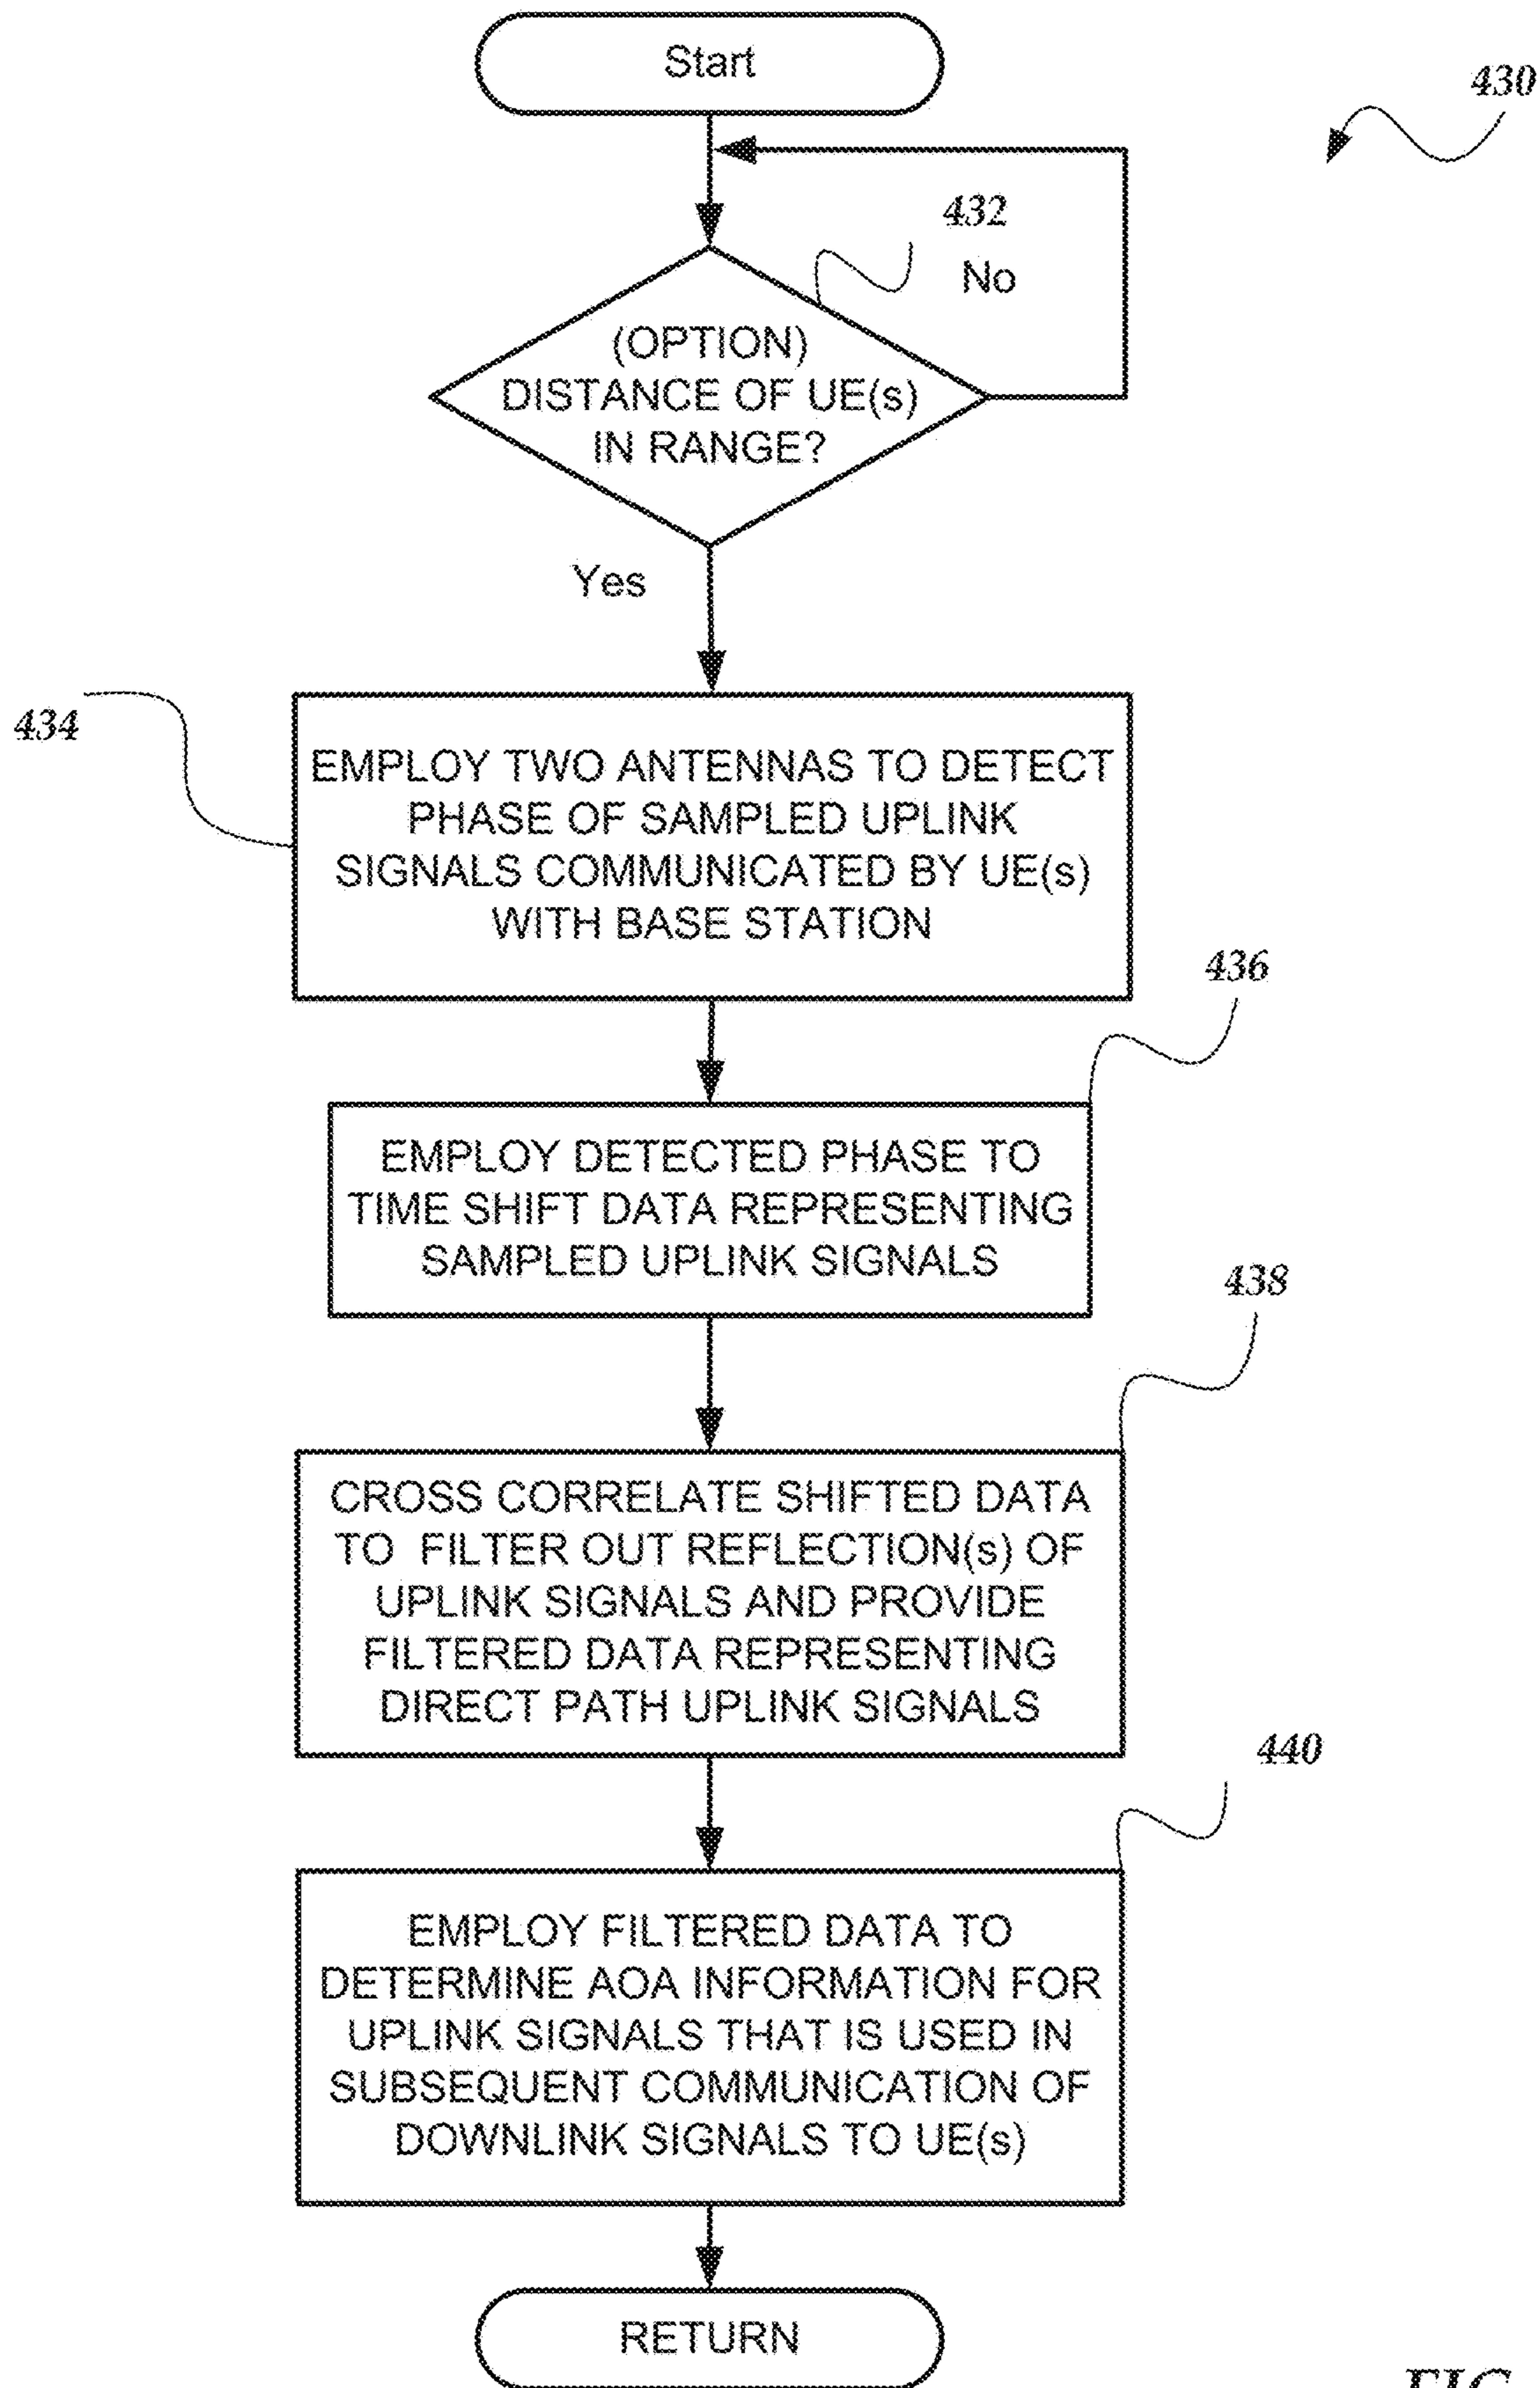 Start
430
432
No
(OPTION)
DISTANCE OF UE(s)
IN RANGE?
Yes
434
EMPLOY TWO ANTENNAS TO DETECT
PHASE OF SAMPLED UPLINK
SIGNALS COMMUNICATED BY UE(s)
WITH BASE STATION
436
EMPLOY DETECTED PHASE TO
TIME SHIFT DATA REPRESENTING
SAMPLED UPLINK SIGNALS
438
CROSS CORRELATE SHIFTED DATA
TO FILTER OUT REFLECTION(s) OF
UPLINK SIGNALS AND PROVIDE
FILTERED DATA REPRESENTING
DIRECT PATH UPLINK SIGNALS
440
EMPLOY FILTERED DATA TO
DETERMINE AOA INFORMATION FOR
UPLINK SIGNALS THAT IS USED IN
SUBSEQUENT COMMUNICATION OF
DOWNLINK SIGNALS TO UE(s)
RETURN